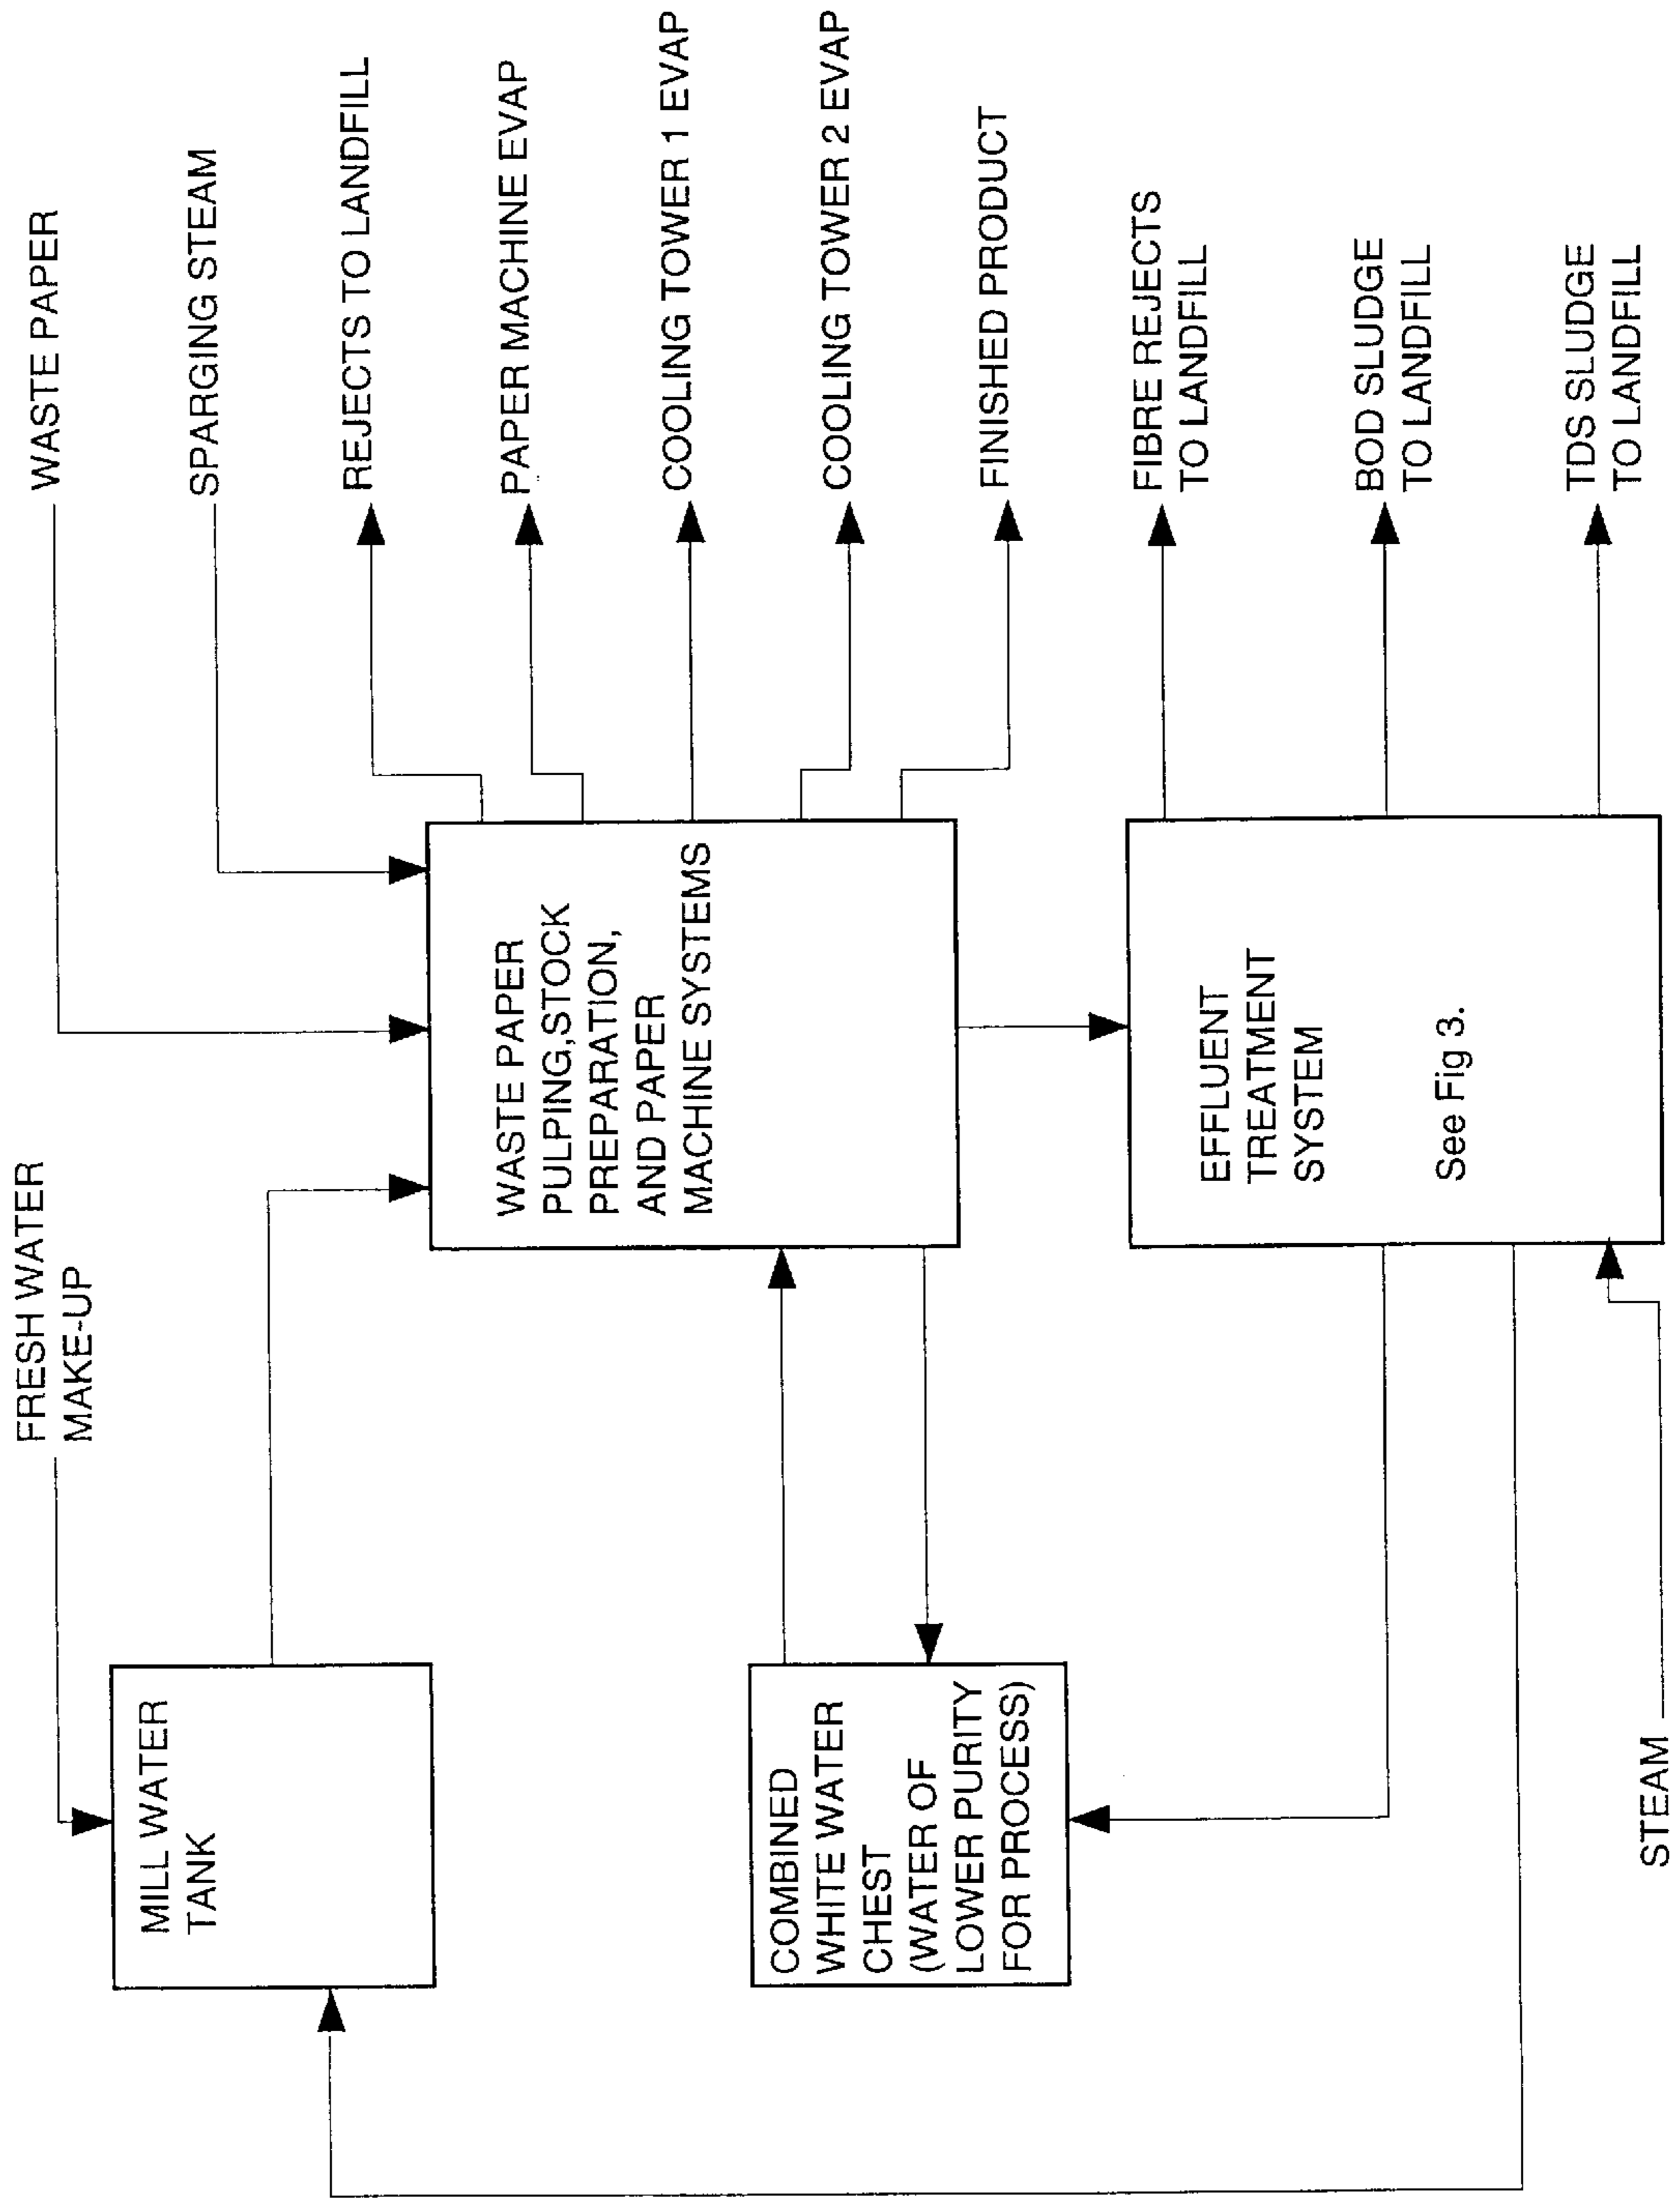 FRESH WATER
MAKE-UP
WASTE PAPER
SPARGING STEAM
MILL WATER
TANK
REJECTS TO LANDFILL
PAPER MACHINE EVAP
COOLING TOWER 1 EVAP
COOLING TOWER 2 EVAP
FINISHED PRODUCT
WASTE PAPER
PULPING,STOCK
PREPARATION,
AND PAPER
MACHINE SYSTEMS
COMBINED
WHITE WATER
CHEST
(WATER OF
LOWER PURITY
FOR PROCESS)
EFFLUENT
TREATMENT
SYSTEM
See Fig 3.
FIBRE REJECTS
TO LANDFILL
BOD SLUDGE
TO LANDFILL
TDS SLUDGE
TO LANDFILL
STEAM